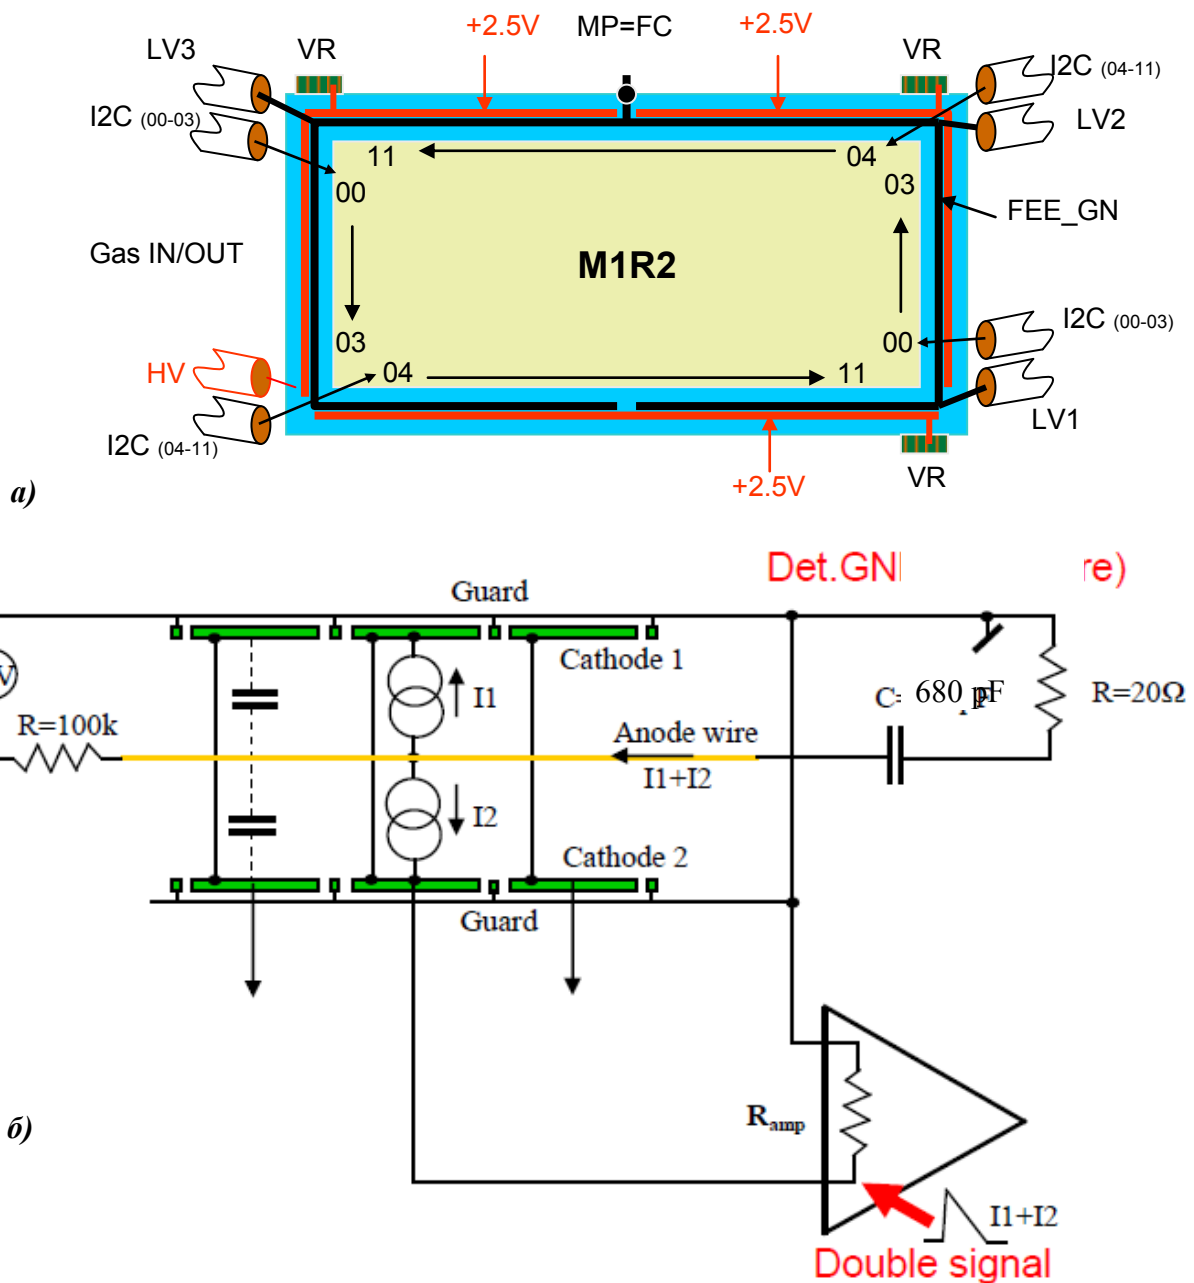 +2.5V MP=FC +2.5V
LV3 VR VR I2C (04-11)
I2C (00-03) LV2
11 04
00 03
FEE_GN
Gas IN/OUT M1R2
03 00 I2C (00-03)
HV 04 11
I2C (04-11) LV1
+2.5V VR
а)
Det.GN re)
Guard
Cathode 1
V I1 C= 680 pF R=20Ω
R=100k Anode wire
I1+I2
I2
Cathode 2
Guard
Ramp
б)
I1+I2
Double signal